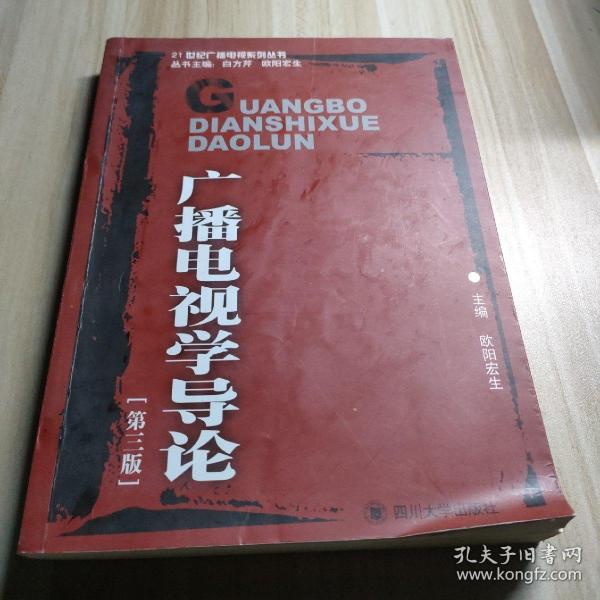 21世纪广播电视系列丛书
丛书主编：白方芹 欧阳宏生
GUANGBO
DIANSHIXUE
DAOLUN
广播电视学导论
[第三版]
主编 欧阳宏生
四川大学出版社
孔夫子旧书网
www.kongfz.com